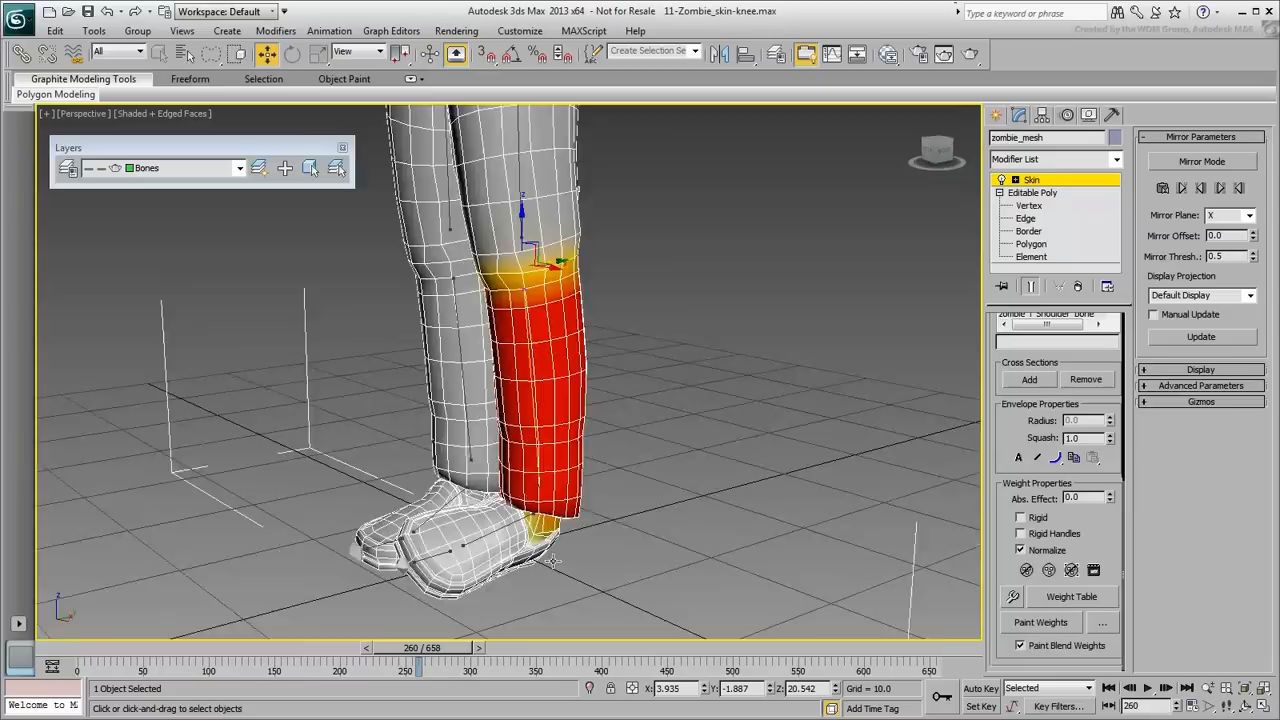 Workspace: Default
Autodesk 3ds Max 2013 x64 - Not for Resale 11-Zombie_skin-knee.max
Type a keyword or phrase
Edit Tools Group Views Create Modifiers Animation Graph Editors Rendering Customize MAXScript Help
All
View
Create Selection Se
Graphite Modeling Tools Freeform Selection Object Paint
Polygon Modeling
[ + ] [Perspective ] [Shaded + Edged Faces ]
Layers
Bones
zombie_mesh
Modifier List
Skin
Editable Poly
Vertex
Edge
Border
Polygon
Element
Cross Sections
Add Remove
Envelope Properties
Radius: 0.0
Squash: 1.0
Weight Properties
Abs. Effect: 0.0
Rigid
Rigid Handles
Normalize
Weight Table
Paint Weights ...
Paint Blend Weights
Mirror Parameters
Mirror Mode
Mirror Plane: X
Mirror Offset: 0.0
Mirror Thresh.: 0.5
Display Projection
Default Display
Manual Update
Update
Display
Advanced Parameters
Gizmos
z
z
< 260 / 658 >
0 50 100 150 200 250 300 350 400 450 500 550 600 650
1 Object Selected X: 3.935 Y: -1.887 Z: 20.542 Grid = 10.0 Auto Key Selected
Welcome to M Click or click-and-drag to select objects Add Time Tag Set Key Key Filters... 260